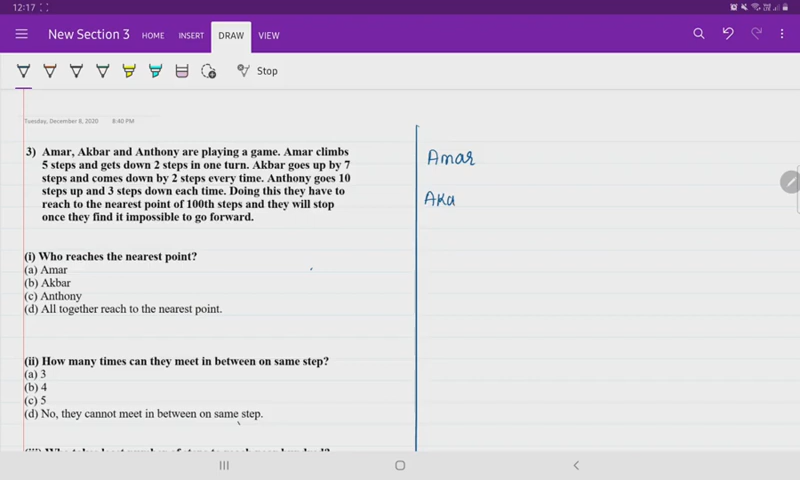 12:17
New Section 3 HOME INSERT DRAW VIEW
Stop
Tuesday, December 8, 2020 8:40 PM
3) Amar, Akbar and Anthony are playing a game. Amar climbs
5 steps and gets down 2 steps in one turn. Akbar goes up by 7
steps and comes down by 2 steps every time. Anthony goes 10
steps up and 3 steps down each time. Doing this they have to
reach to the nearest point of 100th steps and they will stop
once they find it impossible to go forward.
Amar
Aka
(i) Who reaches the nearest point?
(a) Amar
(b) Akbar
(c) Anthony
(d) All together reach to the nearest point.
(ii) How many times can they meet in between on same step?
(a) 3
(b) 4
(c) 5
(d) No, they cannot meet in between on same step.